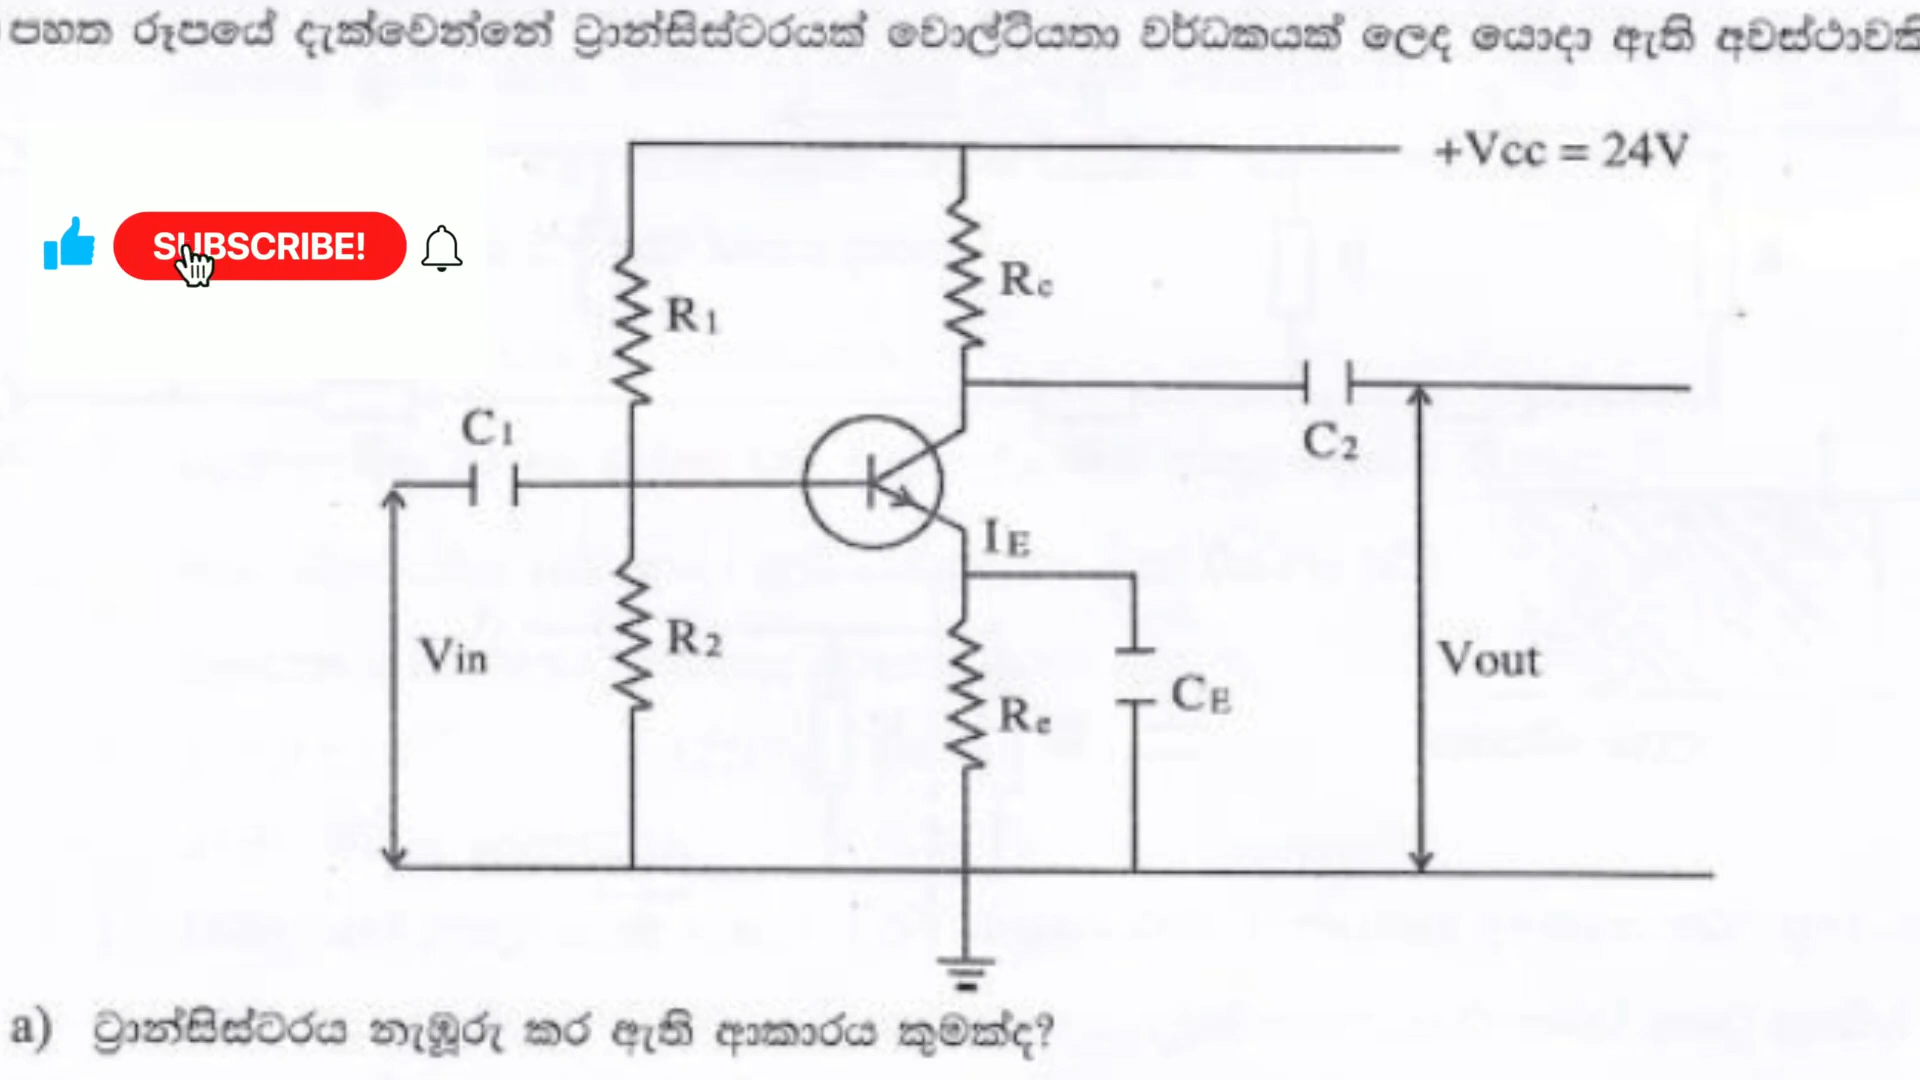 පහත රූපයේ දැක්වෙන්නේ ට්‍රාන්සිස්ටරයක් වෝල්ටීයතා වර්ධකයක් ලෙද යොදා ඇති
+Vcc = 24V
SUBSCRIBE!
Rc
R1
C1
C2
IE
Vin
R2
Re
CE
Vout
a) ට්‍රාන්සිස්ටරය නැඹූරු කර ඇති ආකාරය කුමක්ද?